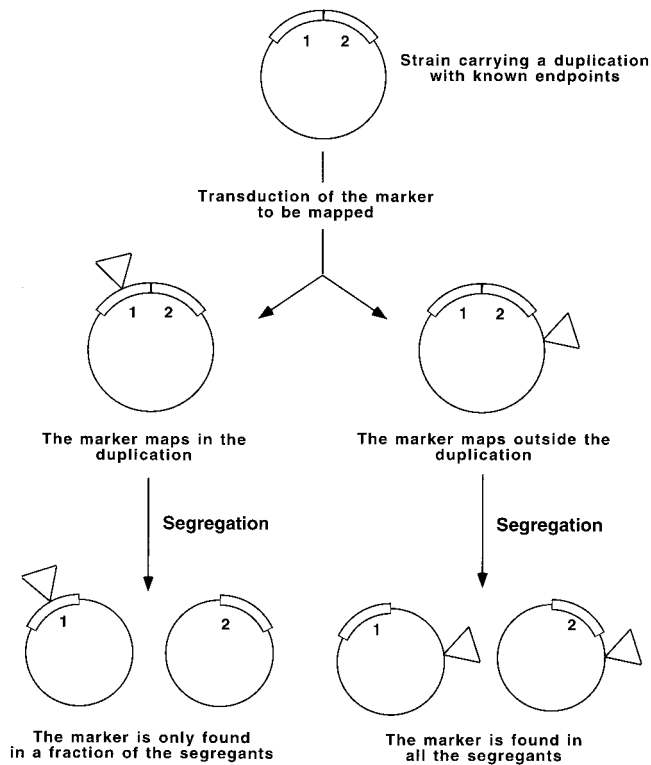 1 2
Strain carrying a duplication
with known endpoints
Transduction of the marker
to be mapped
1 2
1 2
The marker maps in the
duplication
The marker maps outside the
duplication
Segregation
Segregation
1
2
1
2
The marker is only found
in a fraction of the segregants
The marker is found in
all the segregants